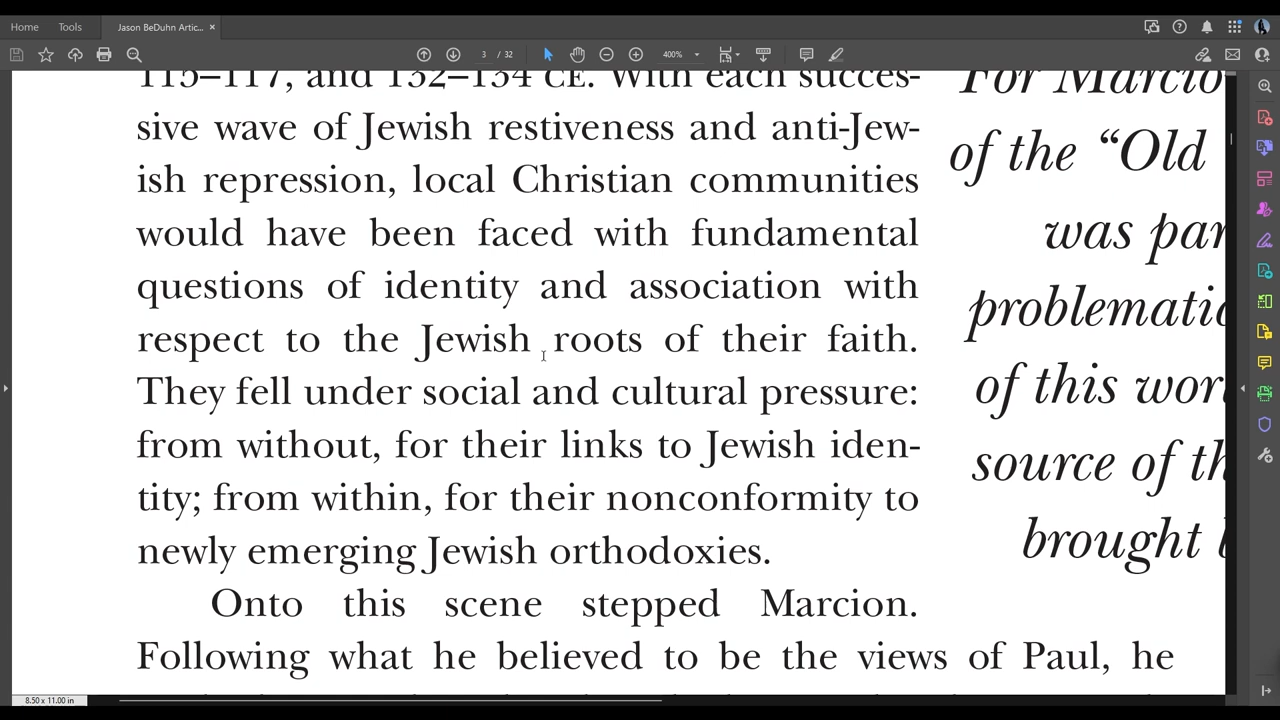 Home Tools Jason BeDuhn Artic... ×
3 / 32 400%
115–117, and 132–134 CE. With each succes-
sive wave of Jewish restiveness and anti-Jew-
ish repression, local Christian communities
would have been faced with fundamental
questions of identity and association with
respect to the Jewish roots of their faith.
They fell under social and cultural pressure:
from without, for their links to Jewish iden-
tity; from within, for their nonconformity to
newly emerging Jewish orthodoxies.
Onto this scene stepped Marcion.
Following what he believed to be the views of Paul, he
For Marcio
of the “Old
was par
problematic
of this wor
source of th
brought
8.50 x 11.00 in